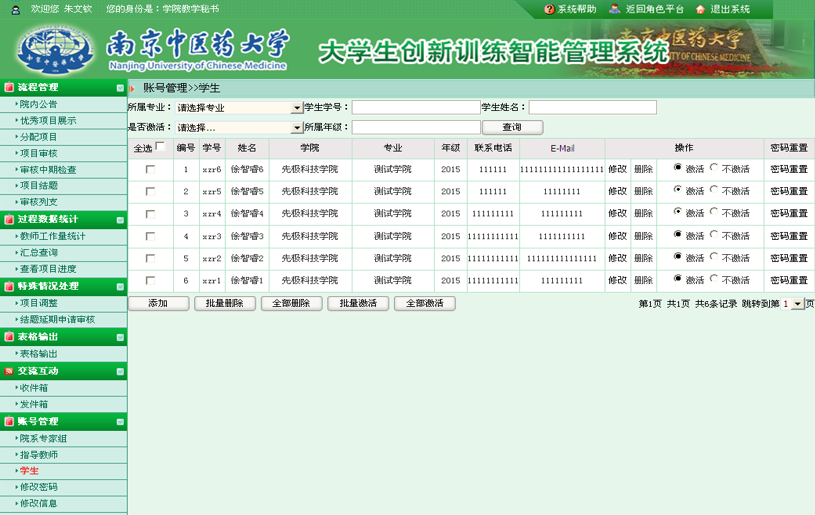 欢迎您 朱文钦 您的身份是：学院教学秘书 系统帮助 返回角色平台 退出系统
南京中医药大学
Nanjing University of Chinese Medicine
大学生创新训练智能管理系统
南京中医药大学
流程管理
院内公告
优秀项目展示
分配项目
项目审核
审核中期检查
项目结题
审核列支
过程数据统计
教师工作量统计
汇总查询
查看项目进度
特殊情况处理
项目调整
结题延期申请审核
表格输出
表格输出
交流互动
收件箱
发件箱
账号管理
院系专家组
指导教师
学生
修改密码
修改信息
账号管理>>学生
所属专业： 请选择专业 学生学号： 学生姓名：
是否激活： 请选择... 所属年级： 查询
全选 编号 学号 姓名 学院 专业 年级 联系电话 E-Mail 操作 密码重置
1 xzr6 徐智睿6 先极科技学院 测试学院 2015 111111 111111111111111111 修改 删除 激活 不激活 密码重置
2 xzr5 徐智睿5 先极科技学院 测试学院 2015 111111 11111111 修改 删除 激活 不激活 密码重置
3 xzr4 徐智睿4 先极科技学院 测试学院 2015 111111111 111111111 修改 删除 激活 不激活 密码重置
4 xzr3 徐智睿3 先极科技学院 测试学院 2015 11111111111 111111111 修改 删除 激活 不激活 密码重置
5 xzr2 徐智睿2 先极科技学院 测试学院 2015 11111111111 111111111111111 修改 删除 激活 不激活 密码重置
6 xzr1 徐智睿1 先极科技学院 测试学院 2015 11111111111 111111111 修改 删除 激活 不激活 密码重置
添加 批量删除 全部删除 批量激活 全部激活 第1页 共1页 共6条记录 跳转到第 1 页